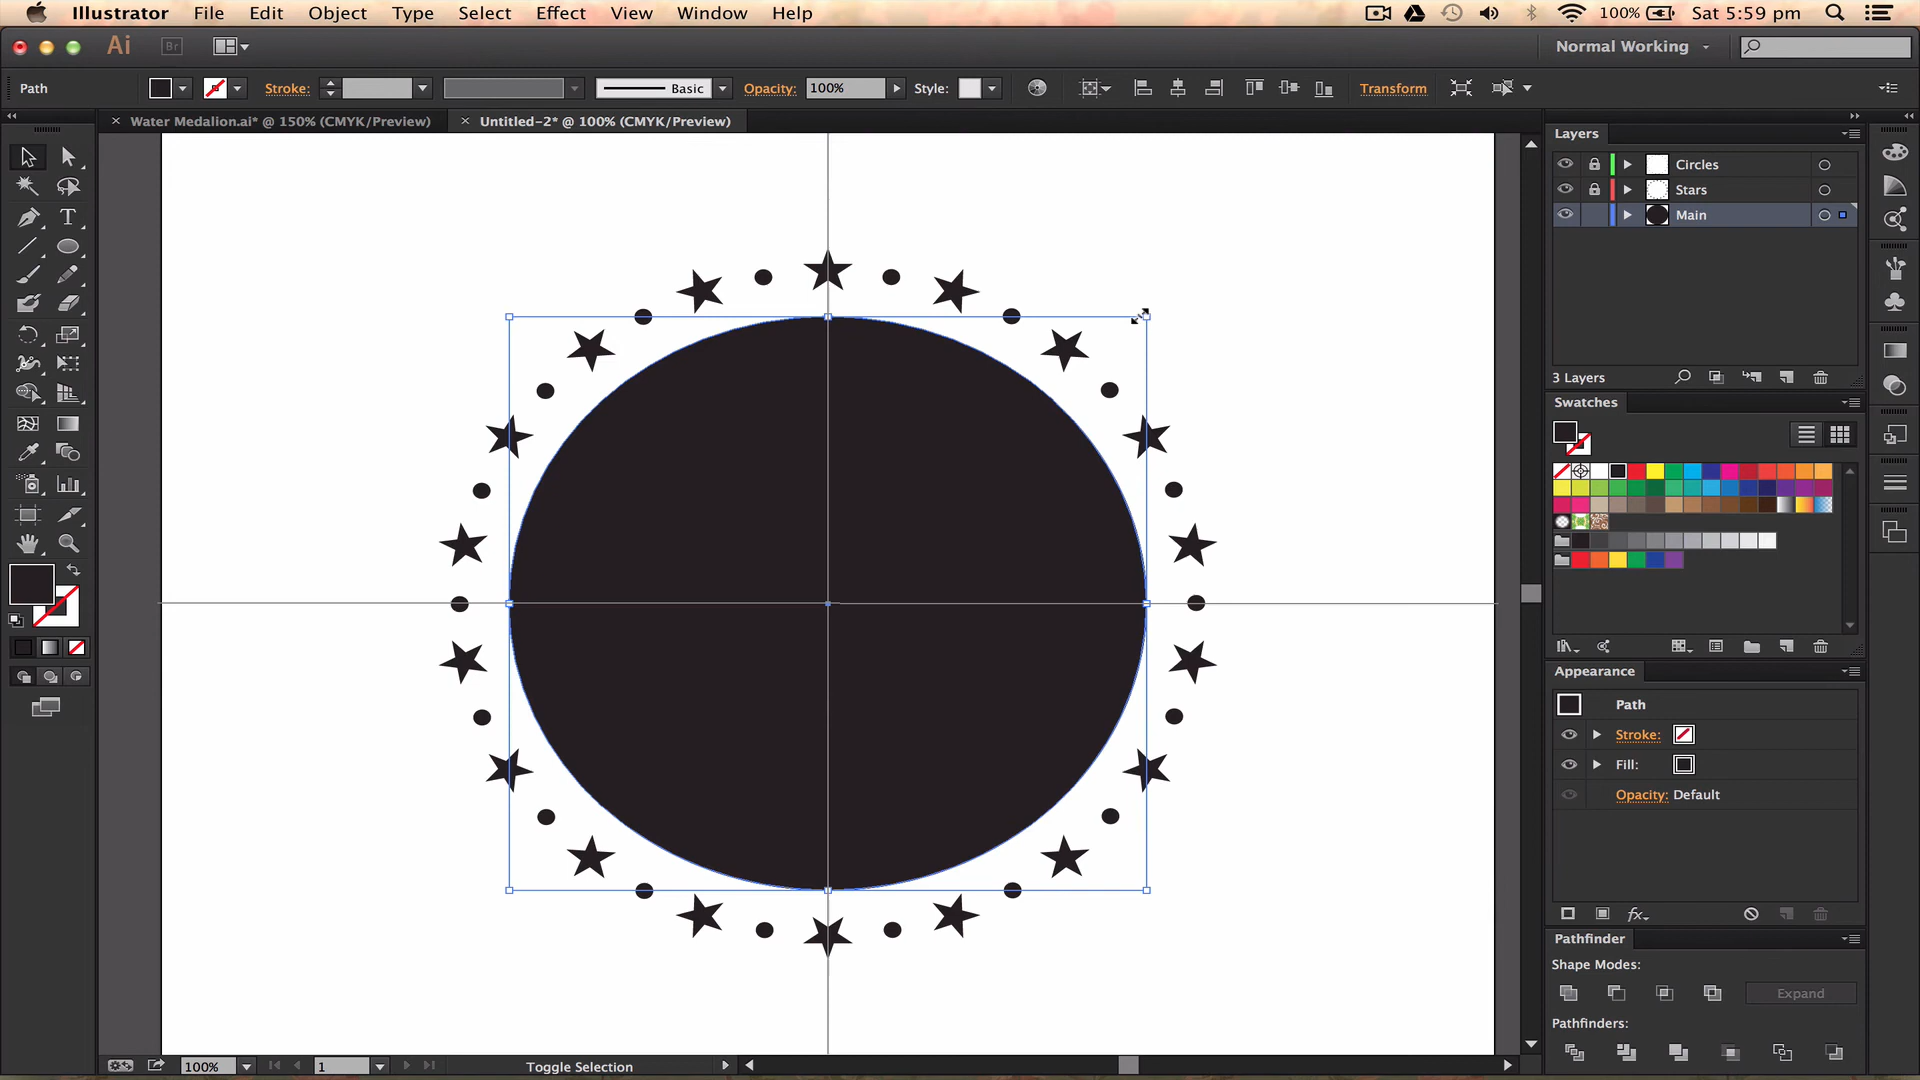 Illustrator File Edit Object Type Select Effect View Window Help 100% Sat 5:59 pm
Ai Br Normal Working
Path Stroke: Basic Opacity: 100% Style: Transform
× Water Medalion.ai* @ 150% (CMYK/Preview) × Untitled-2* @ 100% (CMYK/Preview)
Layers
Circles
Stars
Main
3 Layers
Swatches
Appearance
Path
Stroke:
Fill:
Opacity: Default
fx
Pathfinder
Shape Modes:
Expand
Pathfinders:
100% 1 Toggle Selection